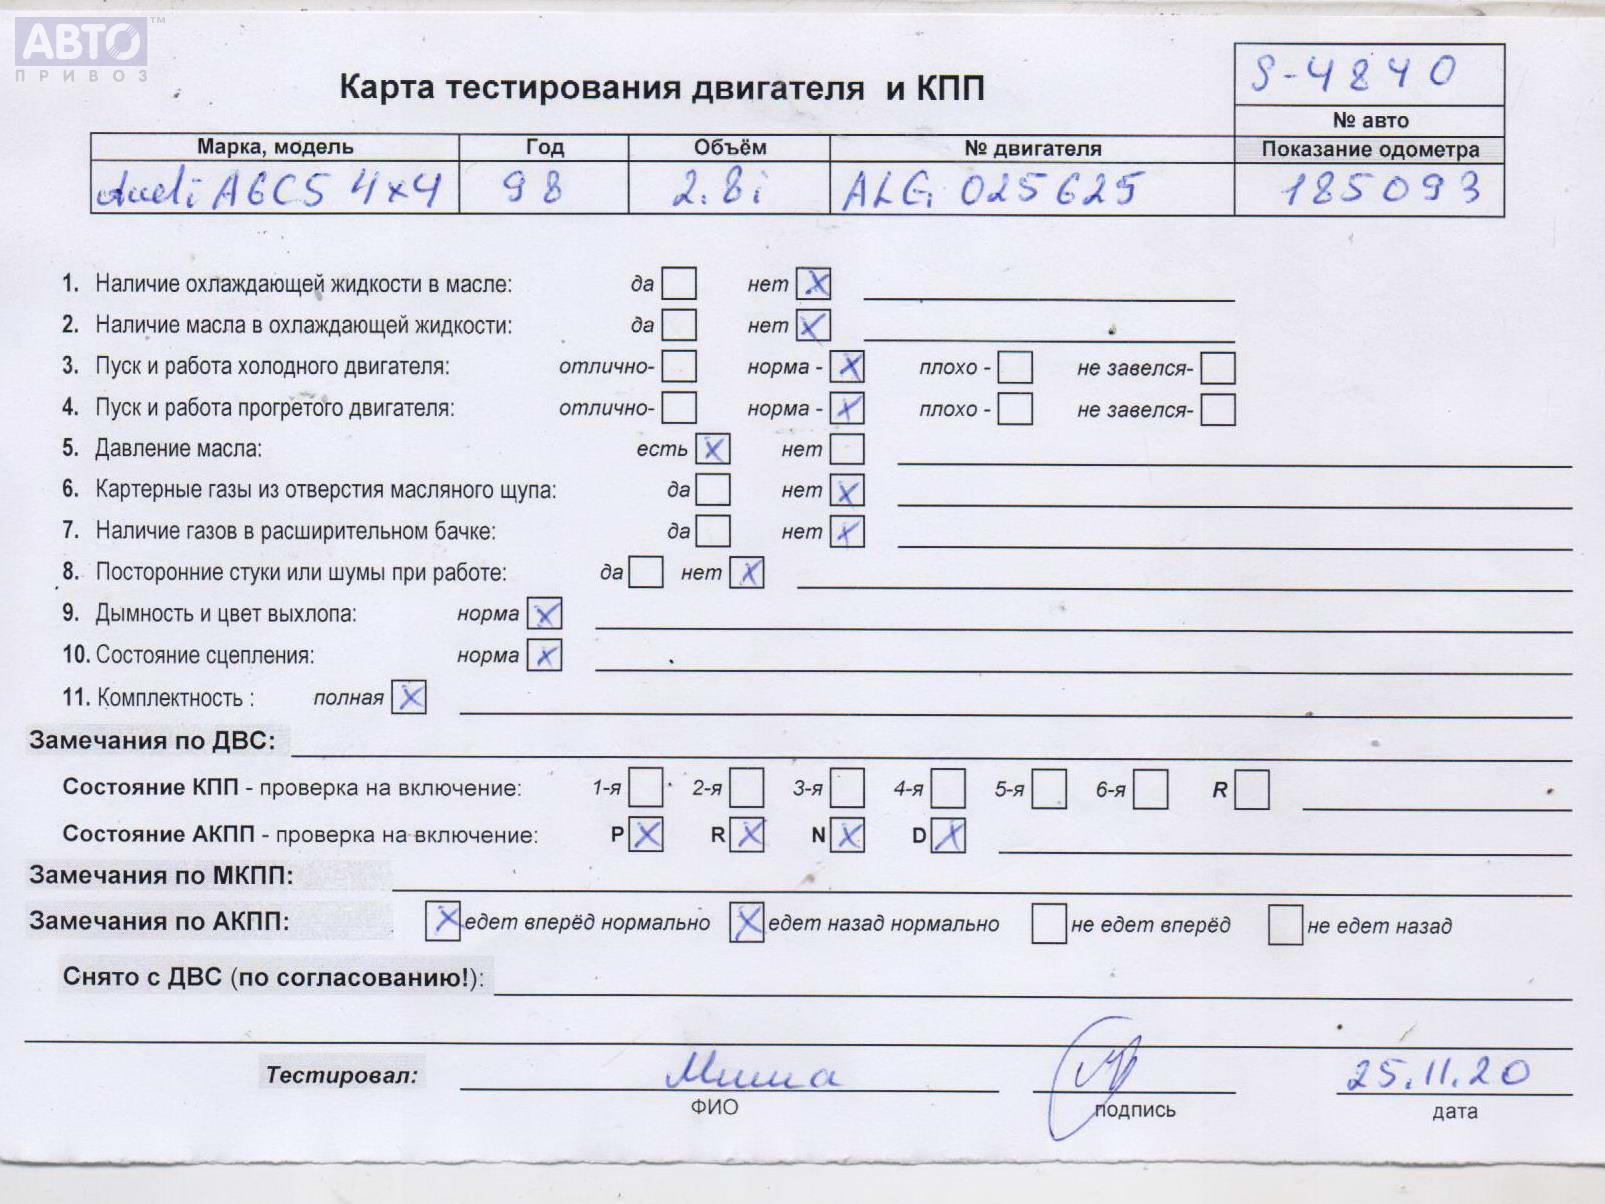 АВТО™
ПРИВОЗ
S-4840
Карта тестирования двигателя и КПП
№ авто
Марка, модель Год Объём № двигателя Показание одометра
Audi A6C5 4x4 98 2.8i ALG. 025625 185093
1. Наличие охлаждающей жидкости в масле: да нет X
2. Наличие масла в охлаждающей жидкости: да нет X
3. Пуск и работа холодного двигателя: отлично- норма - X плохо - не завелся-
4. Пуск и работа прогретого двигателя: отлично- норма - X плохо - не завелся-
5. Давление масла: есть X нет
6. Картерные газы из отверстия масляного щупа: да нет X
7. Наличие газов в расширительном бачке: да нет X
8. Посторонние стуки или шумы при работе: да нет X
9. Дымность и цвет выхлопа: норма X
10. Состояние сцепления: норма X
11. Комплектность : полная X
Замечания по ДВС:
Состояние КПП - проверка на включение: 1-я 2-я 3-я 4-я 5-я 6-я R
Состояние АКПП - проверка на включение: P X R X N X D X
Замечания по МКПП:
Замечания по АКПП: X едет вперёд нормально X едет назад нормально не едет вперёд не едет назад
Снято с ДВС (по согласованию!):
Тестировал: Миша 25.11.20
ФИО подпись дата